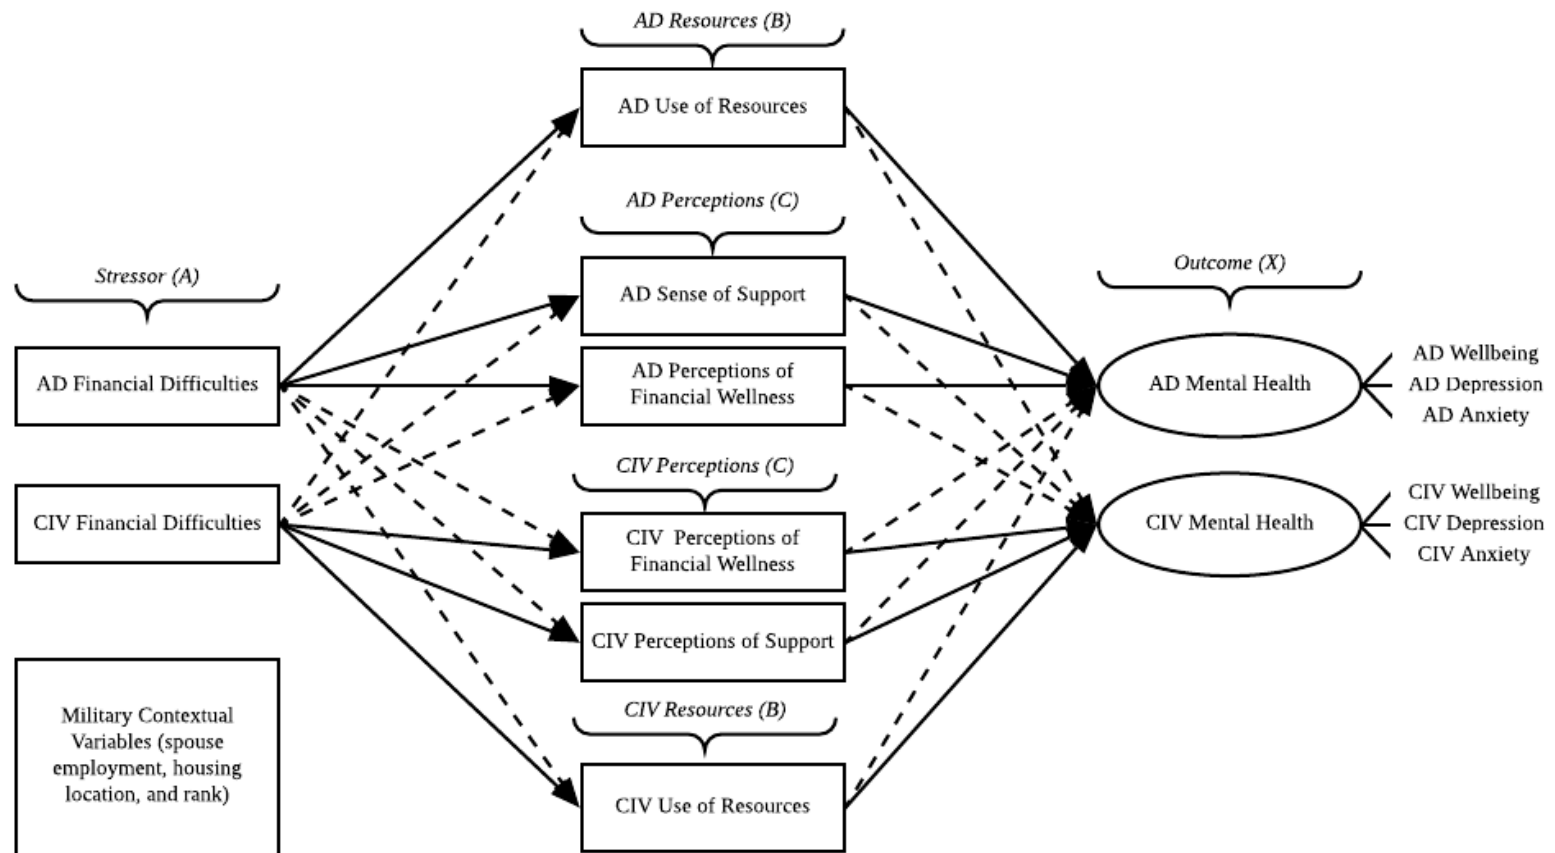 AD Resources (B)
AD Use of Resources
AD Perceptions (C)
AD Sense of Support
AD Perceptions of
Financial Wellness
Stressor (A)
AD Financial Difficulties
CIV Financial Difficulties
Military Contextual
Variables (spouse
employment, housing
location, and rank)
CIV Perceptions (C)
CIV Perceptions of
Financial Wellness
CIV Perceptions of Support
CIV Resources (B)
CIV Use of Resources
Outcome (X)
AD Mental Health
AD Wellbeing
AD Depression
AD Anxiety
CIV Mental Health
CIV Wellbeing
CIV Depression
CIV Anxiety